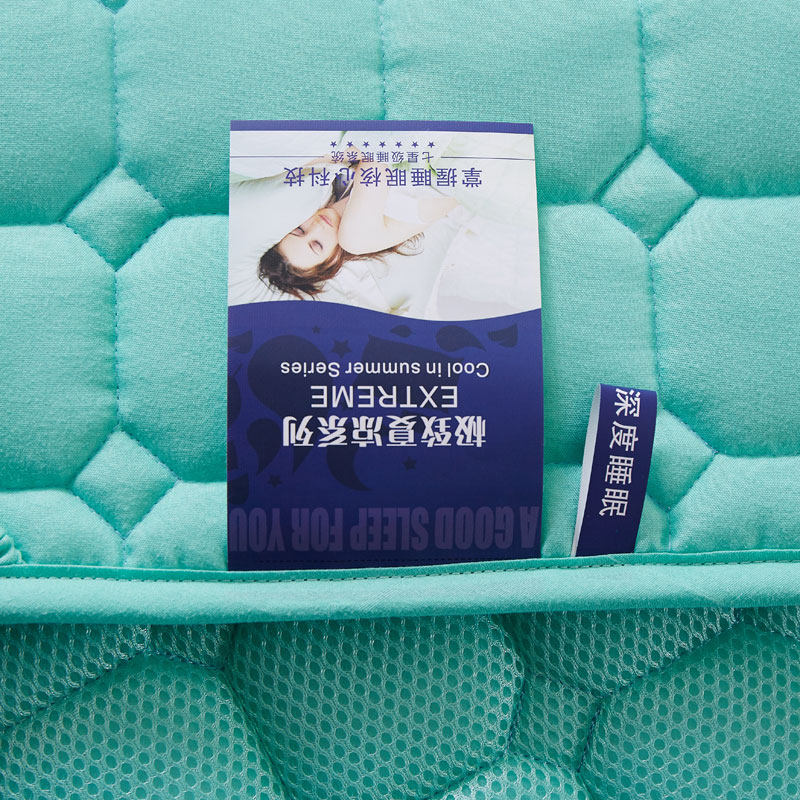 A GOOD SLEEP FOR YOU
极致夏凉系列
EXTREME
Cool in summer Series
掌握睡眠核心科技
七星级睡眠系统
深度睡眠